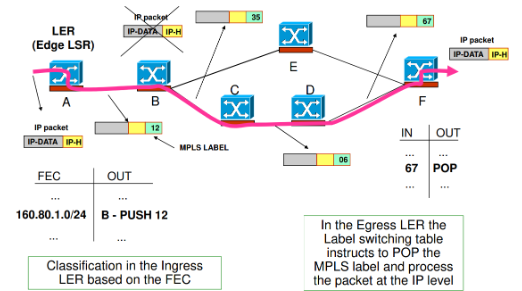 LER
(Edge LSR)
IP packet
IP-DATA IP-H
35
67
IP packet
IP-DATA IP-H
E
A
B
C
D
F
IP packet
IP-DATA IP-H
12
MPLS LABEL
06
IN OUT
... ...
67 POP
... ...
FEC OUT
... ...
160.80.1.0/24 B - PUSH 12
... ...
Classification in the Ingress
LER based on the FEC
In the Egress LER the
Label switching table
instructs to POP the
MPLS label and process
the packet at the IP level